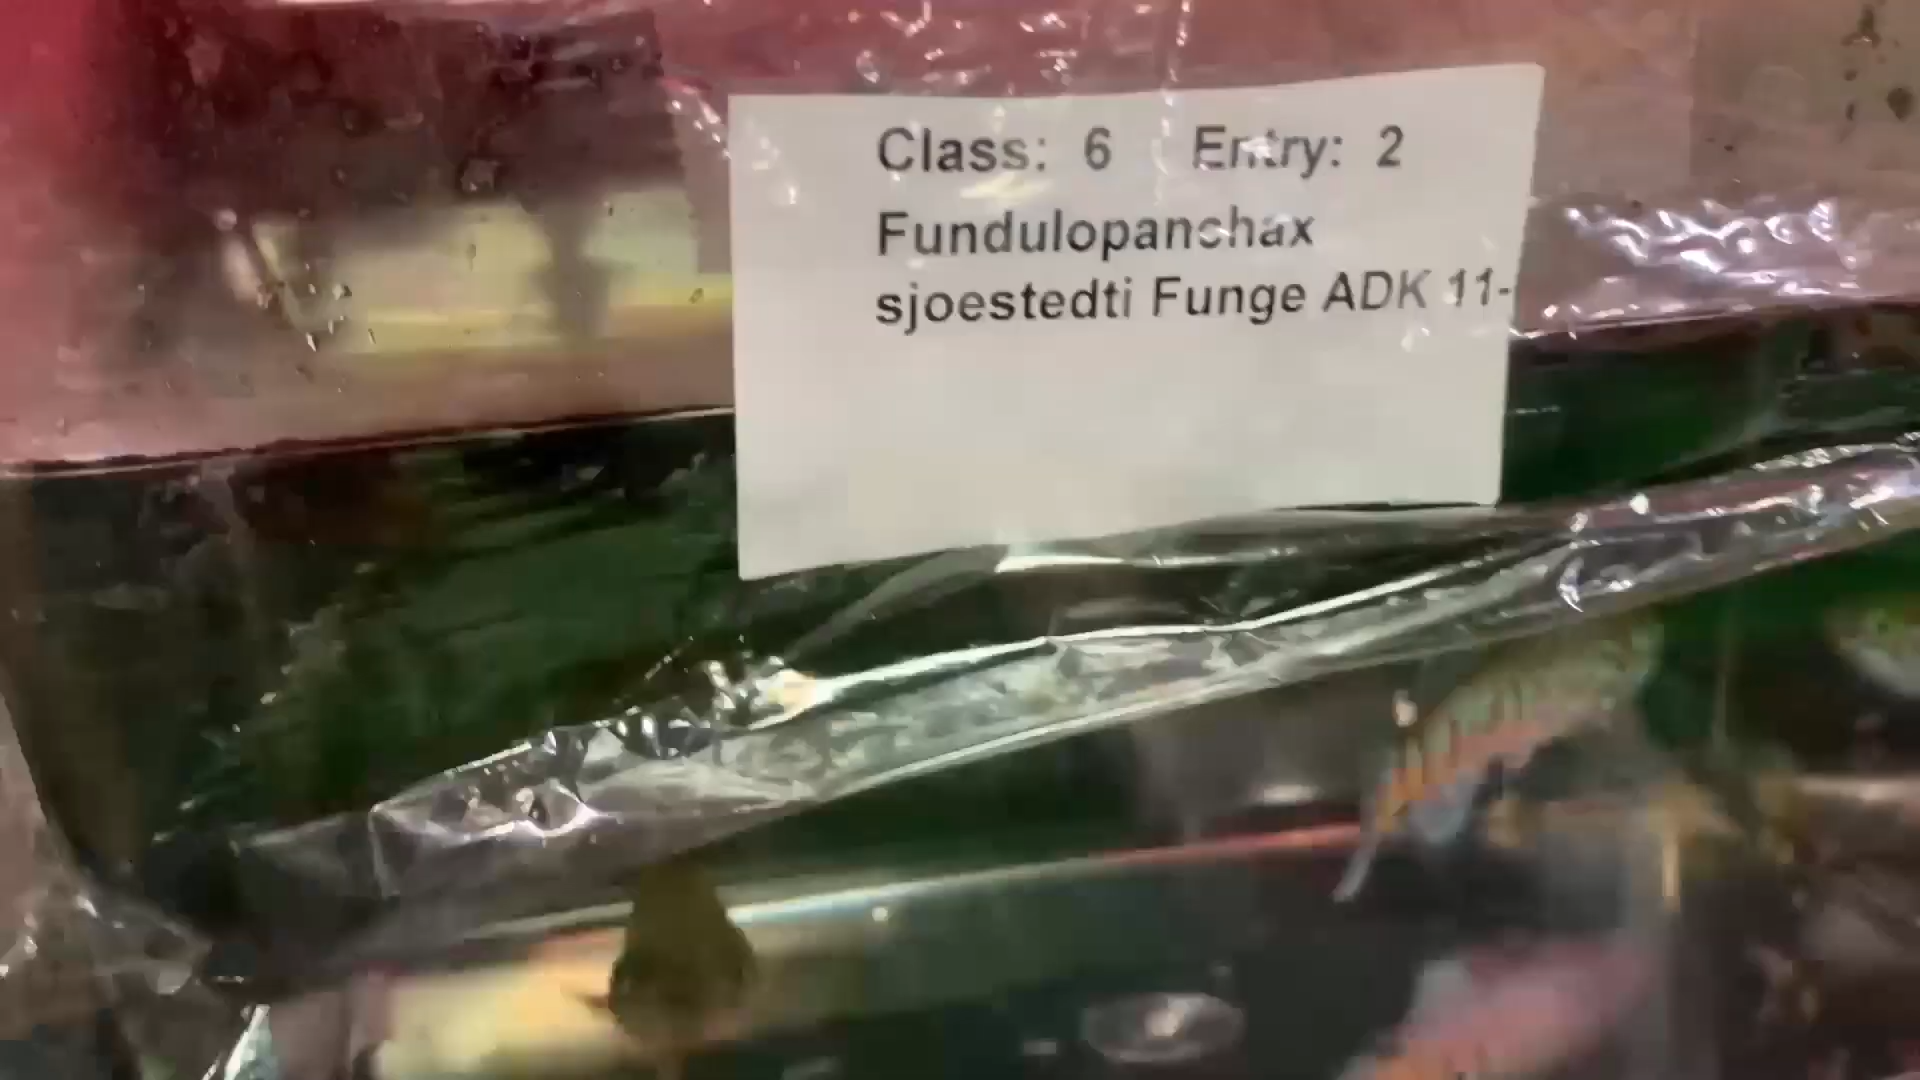 Class: 6 Entry: 2
Fundulopanchax
sjoestedti Funge ADK 11-